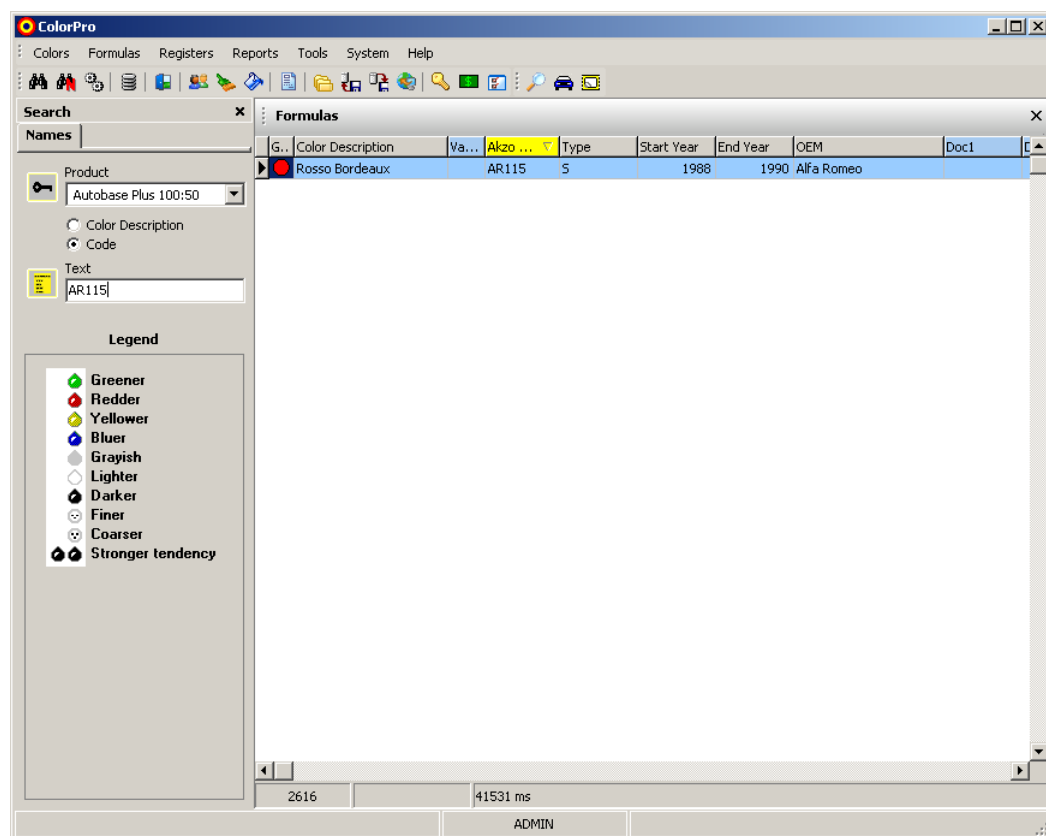 ColorPro
Colors Formulas Registers Reports Tools System Help
Search
Names
Product
Autobase Plus 100:50
Color Description
Code
Text
AR115
Legend
Greener
Redder
Yellower
Bluer
Grayish
Lighter
Darker
Finer
Coarser
Stronger tendency
Formulas
G.. Color Description Va... Akzo ... Type Start Year End Year OEM Doc1
Rosso Bordeaux AR115 S 1988 1990 Alfa Romeo
2616 41531 ms
ADMIN